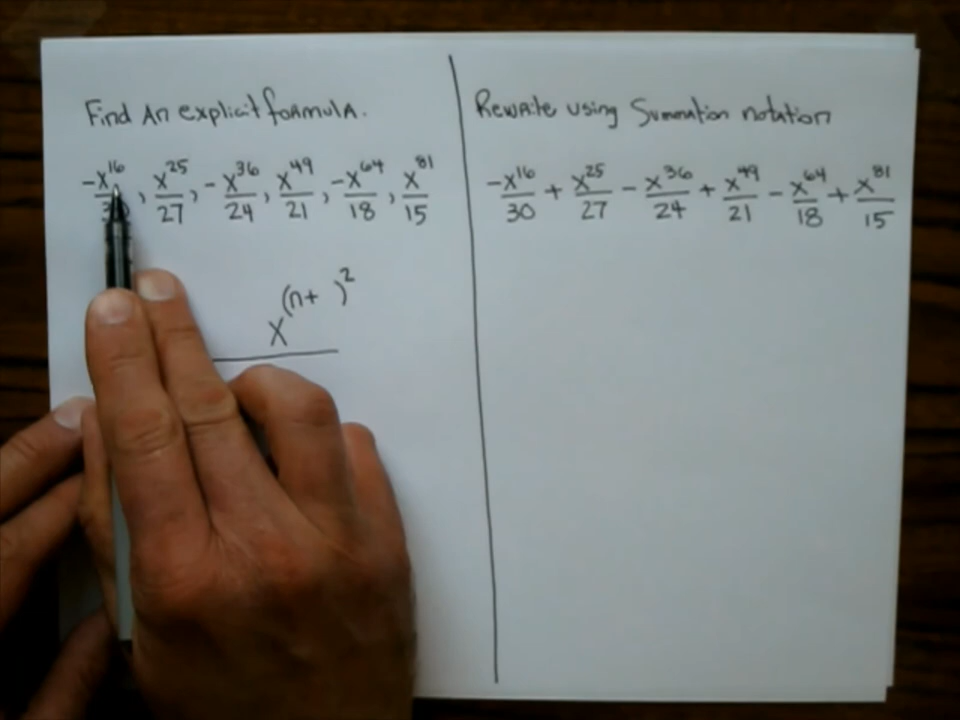 Find An explicit formula.
-x^16/30, x^25/27, -x^36/24, x^49/21, -x^64/18, x^81/15
x^(n+ )^2
Rewrite using Summation notation
-x^16/30 + x^25/27 - x^36/24 + x^49/21 - x^64/18 + x^81/15